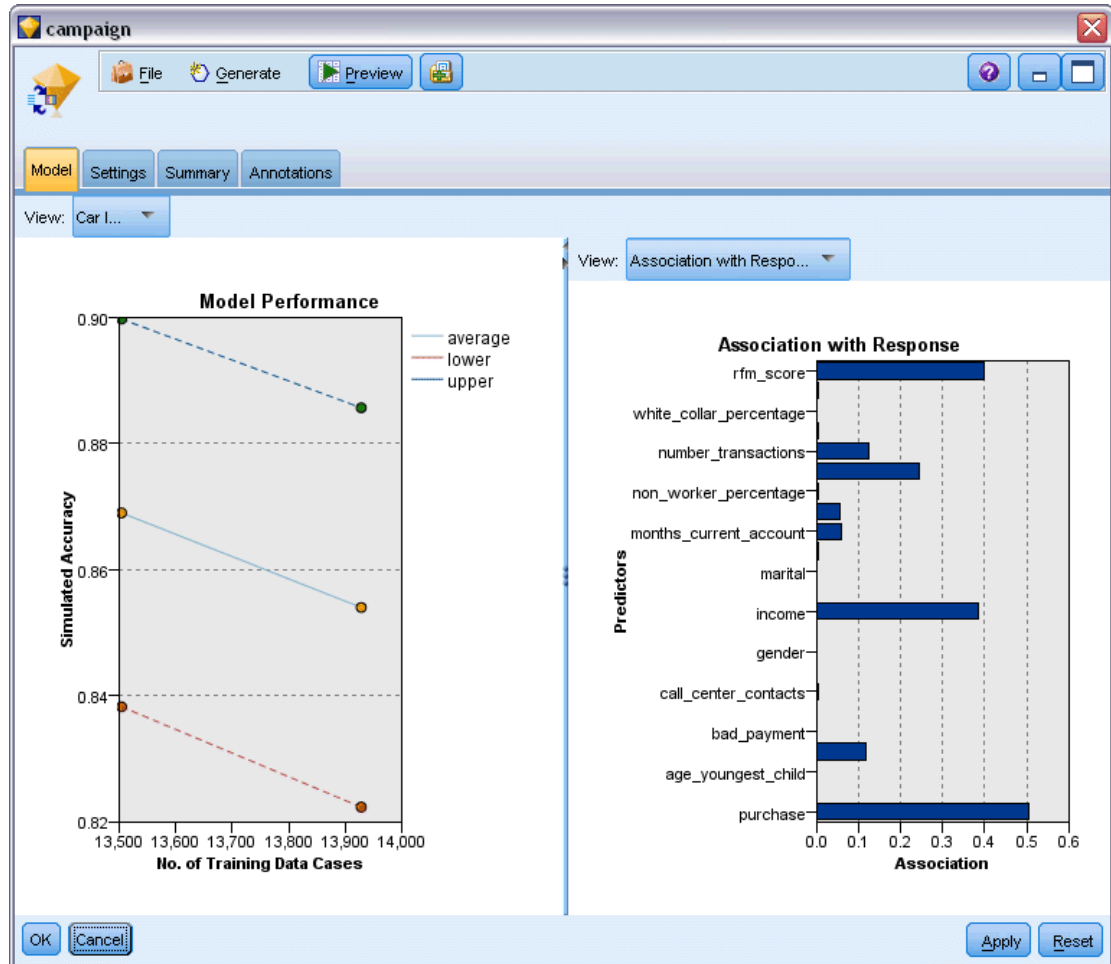 campaign
File Generate Preview
Model Settings Summary Annotations
View: Car I...
Model Performance
0.90
0.88
0.86
0.84
0.82
Simulated Accuracy
13,500 13,600 13,700 13,800 13,900 14,000
No. of Training Data Cases
average
lower
upper
View: Association with Respo...
Association with Response
rfm_score
white_collar_percentage
number_transactions
non_worker_percentage
months_current_account
marital
income
gender
call_center_contacts
bad_payment
age_youngest_child
purchase
Predictors
0.0 0.1 0.2 0.3 0.4 0.5 0.6
Association
OK Cancel Apply Reset